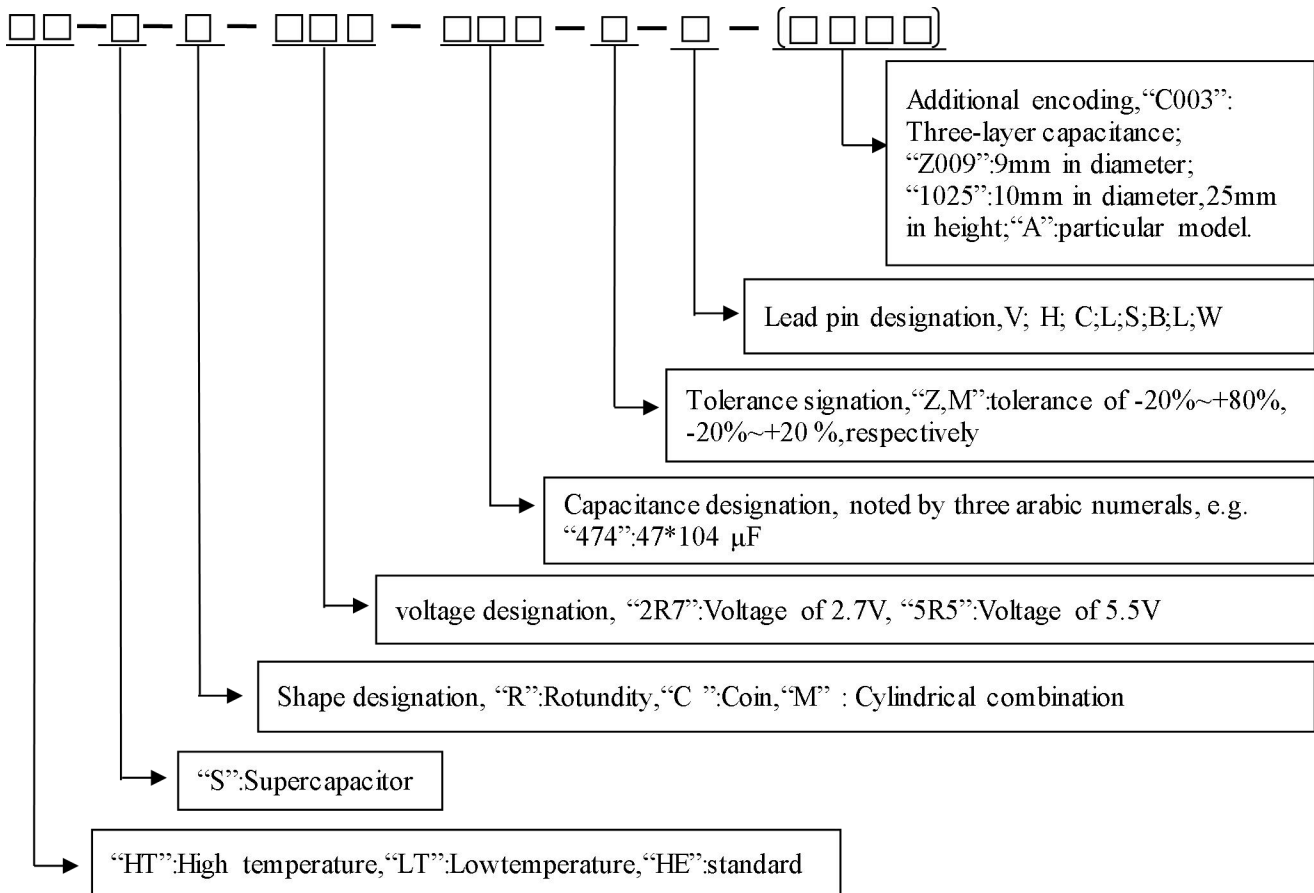 Additional encoding,“C003”:
Three-layer capacitance;
“Z009”:9mm in diameter;
“1025”:10mm in diameter,25mm
in height;“A”:particular model.
Lead pin designation,V; H; C;L;S;B;L;W
Tolerance signation,“Z,M”:tolerance of -20%~+80%,
-20%~+20 %,respectively
Capacitance designation, noted by three arabic numerals, e.g.
“474”:47*104 μF
voltage designation, “2R7”:Voltage of 2.7V, “5R5”:Voltage of 5.5V
Shape designation, “R”:Rotundity,“C ”:Coin,“M” : Cylindrical combination
“S”:Supercapacitor
“HT”:High temperature,“LT”:Lowtemperature,“HE”:standard